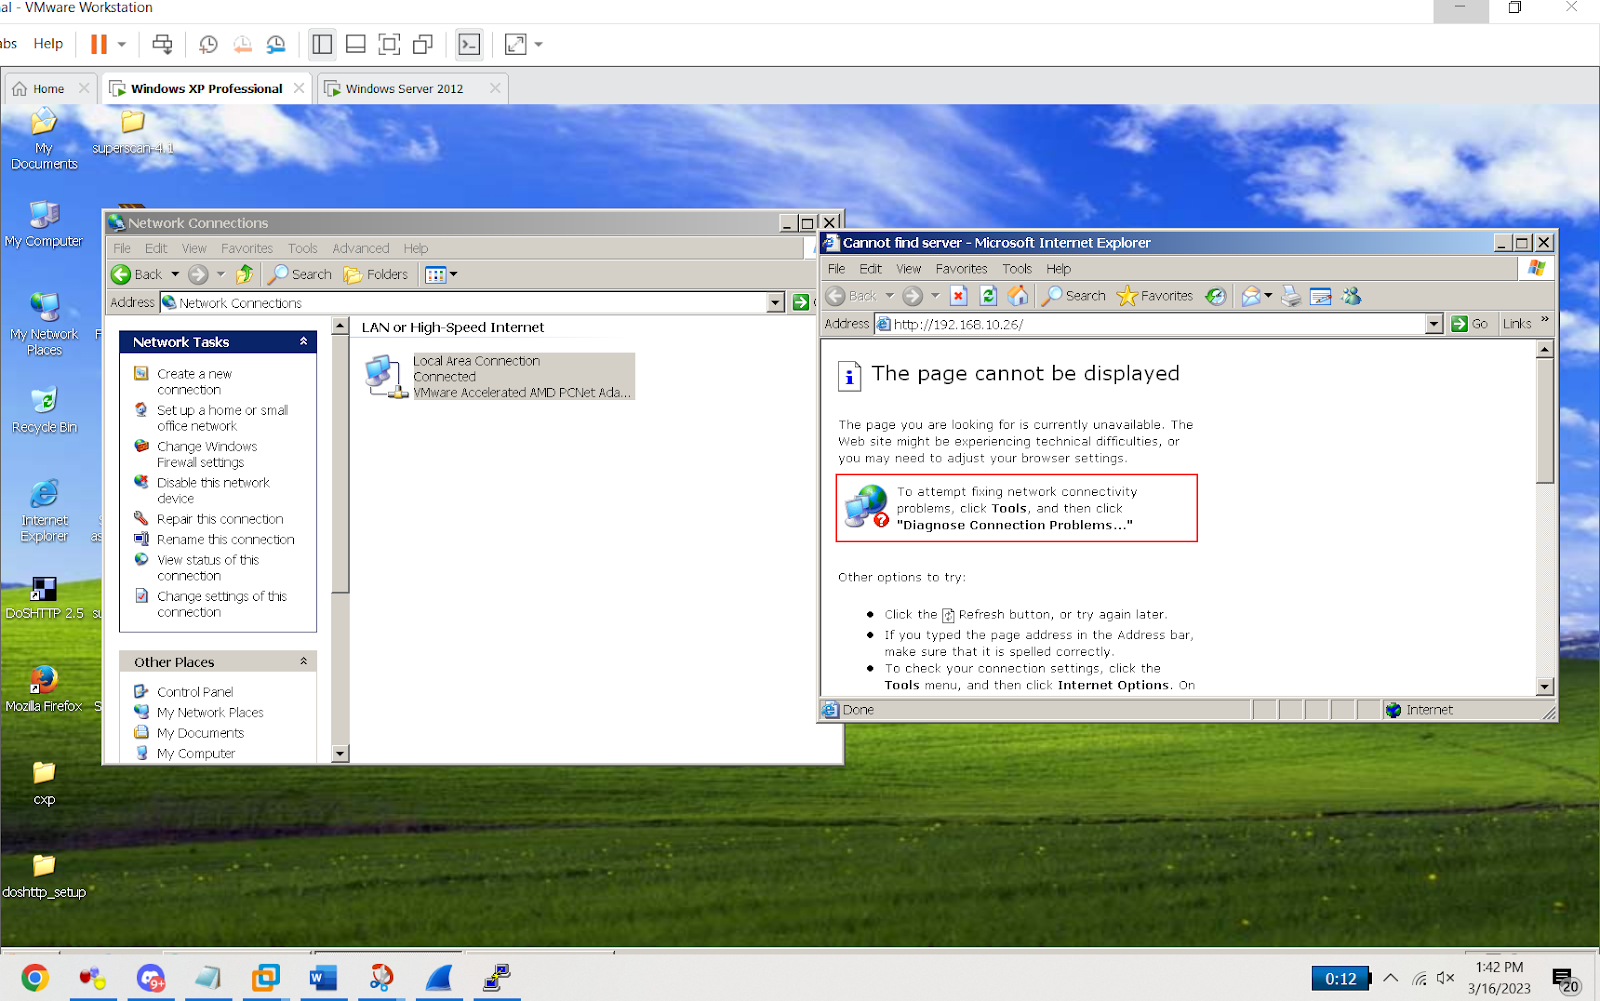 al - VMware Workstation
abs Help
Home
Windows XP Professional
Windows Server 2012
My Documents
superscan-4.1
My Computer
My Network Places
Recycle Bin
Internet Explorer
DoSHTTP 2.5
Mozilla Firefox
cxp
doshttp_setup
Network Connections
File Edit View Favorites Tools Advanced Help
Back Search Folders
Address Network Connections
Network Tasks
Create a new
connection
Set up a home or small
office network
Change Windows
Firewall settings
Disable this network
device
Repair this connection
Rename this connection
View status of this
connection
Change settings of this
connection
Other Places
Control Panel
My Network Places
My Documents
My Computer
LAN or High-Speed Internet
Local Area Connection
Connected
VMware Accelerated AMD PCNet Ada...
Cannot find server - Microsoft Internet Explorer
File Edit View Favorites Tools Help
Back Search Favorites
Address http://192.168.10.26/ Go Links »
The page cannot be displayed
The page you are looking for is currently unavailable. The
Web site might be experiencing technical difficulties, or
you may need to adjust your browser settings.
To attempt fixing network connectivity
problems, click Tools, and then click
"Diagnose Connection Problems..."
Other options to try:
Click the Refresh button, or try again later.
If you typed the page address in the Address bar,
make sure that it is spelled correctly.
To check your connection settings, click the
Tools menu, and then click Internet Options. On
Done
Internet
9+
0:12
1:42 PM
3/16/2023
20